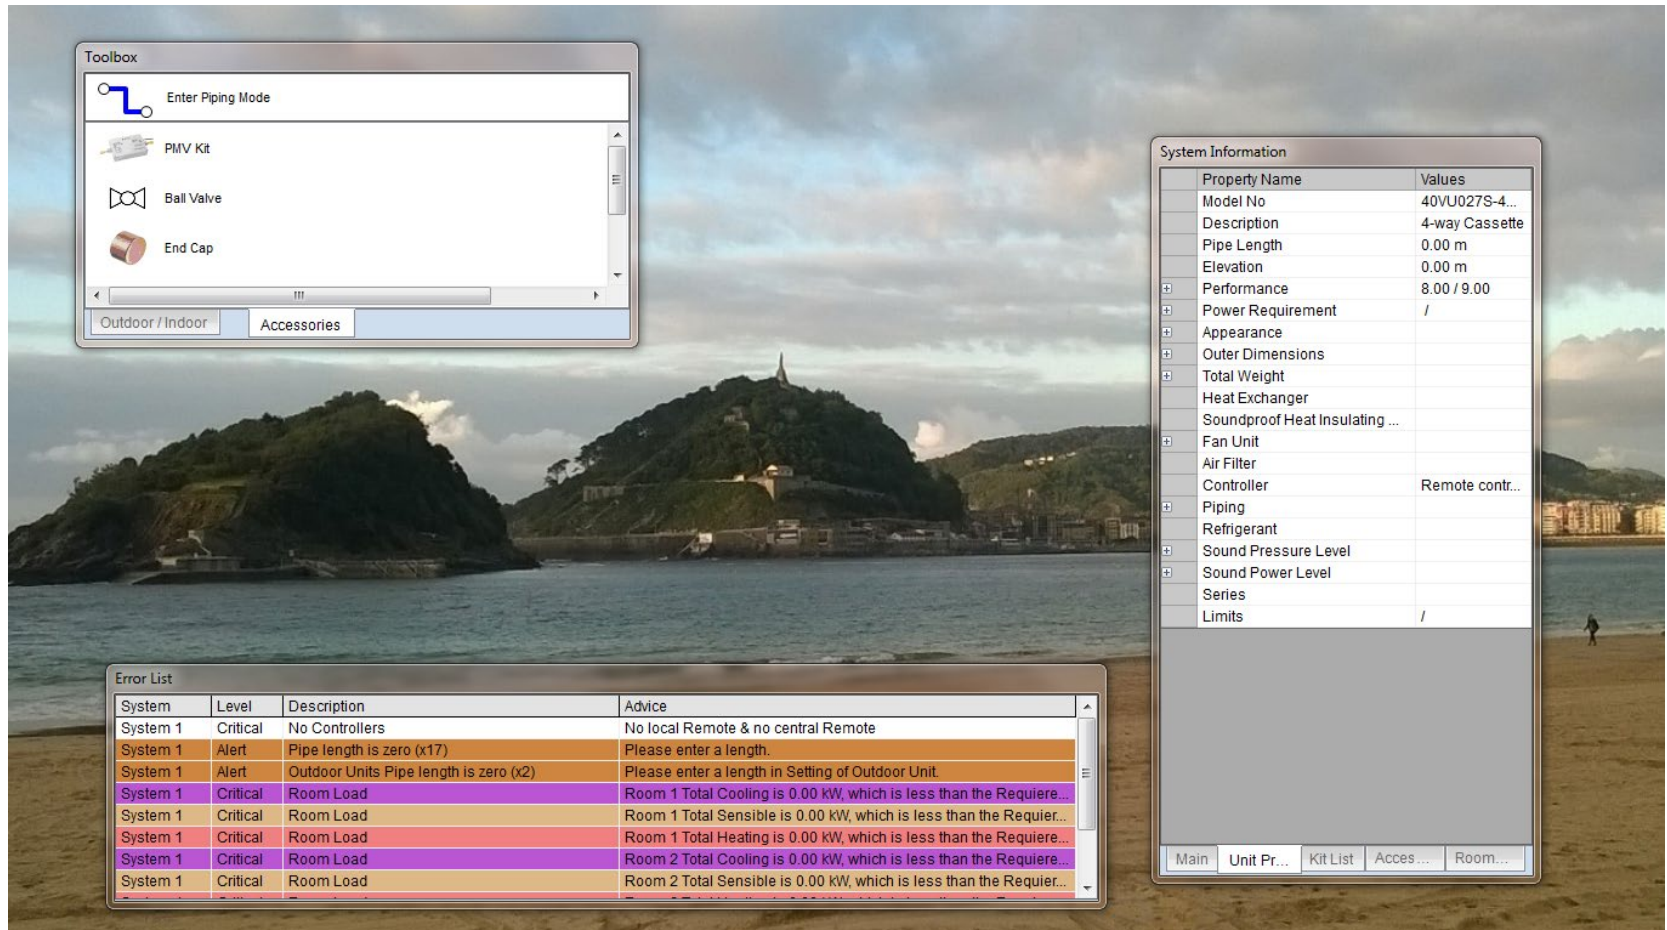 Toolbox
Enter Piping Mode
PMV Kit
Ball Valve
End Cap
Outdoor / Indoor Accessories
System Information
Property Name Values
Model No 40VU027S-4...
Description 4-way Cassette
Pipe Length 0.00 m
Elevation 0.00 m
Performance 8.00 / 9.00
Power Requirement /
Appearance
Outer Dimensions
Total Weight
Heat Exchanger
Soundproof Heat Insulating ...
Fan Unit
Air Filter
Controller Remote contr...
Piping
Refrigerant
Sound Pressure Level
Sound Power Level
Series
Limits /
Main Unit Pr... Kit List Acces... Room...
Error List
System Level Description Advice
System 1 Critical No Controllers No local Remote & no central Remote
System 1 Alert Pipe length is zero (x17) Please enter a length.
System 1 Alert Outdoor Units Pipe length is zero (x2) Please enter a length in Setting of Outdoor Unit.
System 1 Critical Room Load Room 1 Total Cooling is 0.00 kW, which is less than the Requiere...
System 1 Critical Room Load Room 1 Total Sensible is 0.00 kW, which is less than the Requier...
System 1 Critical Room Load Room 1 Total Heating is 0.00 kW, which is less than the Requiere...
System 1 Critical Room Load Room 2 Total Cooling is 0.00 kW, which is less than the Requiere...
System 1 Critical Room Load Room 2 Total Sensible is 0.00 kW, which is less than the Requier...